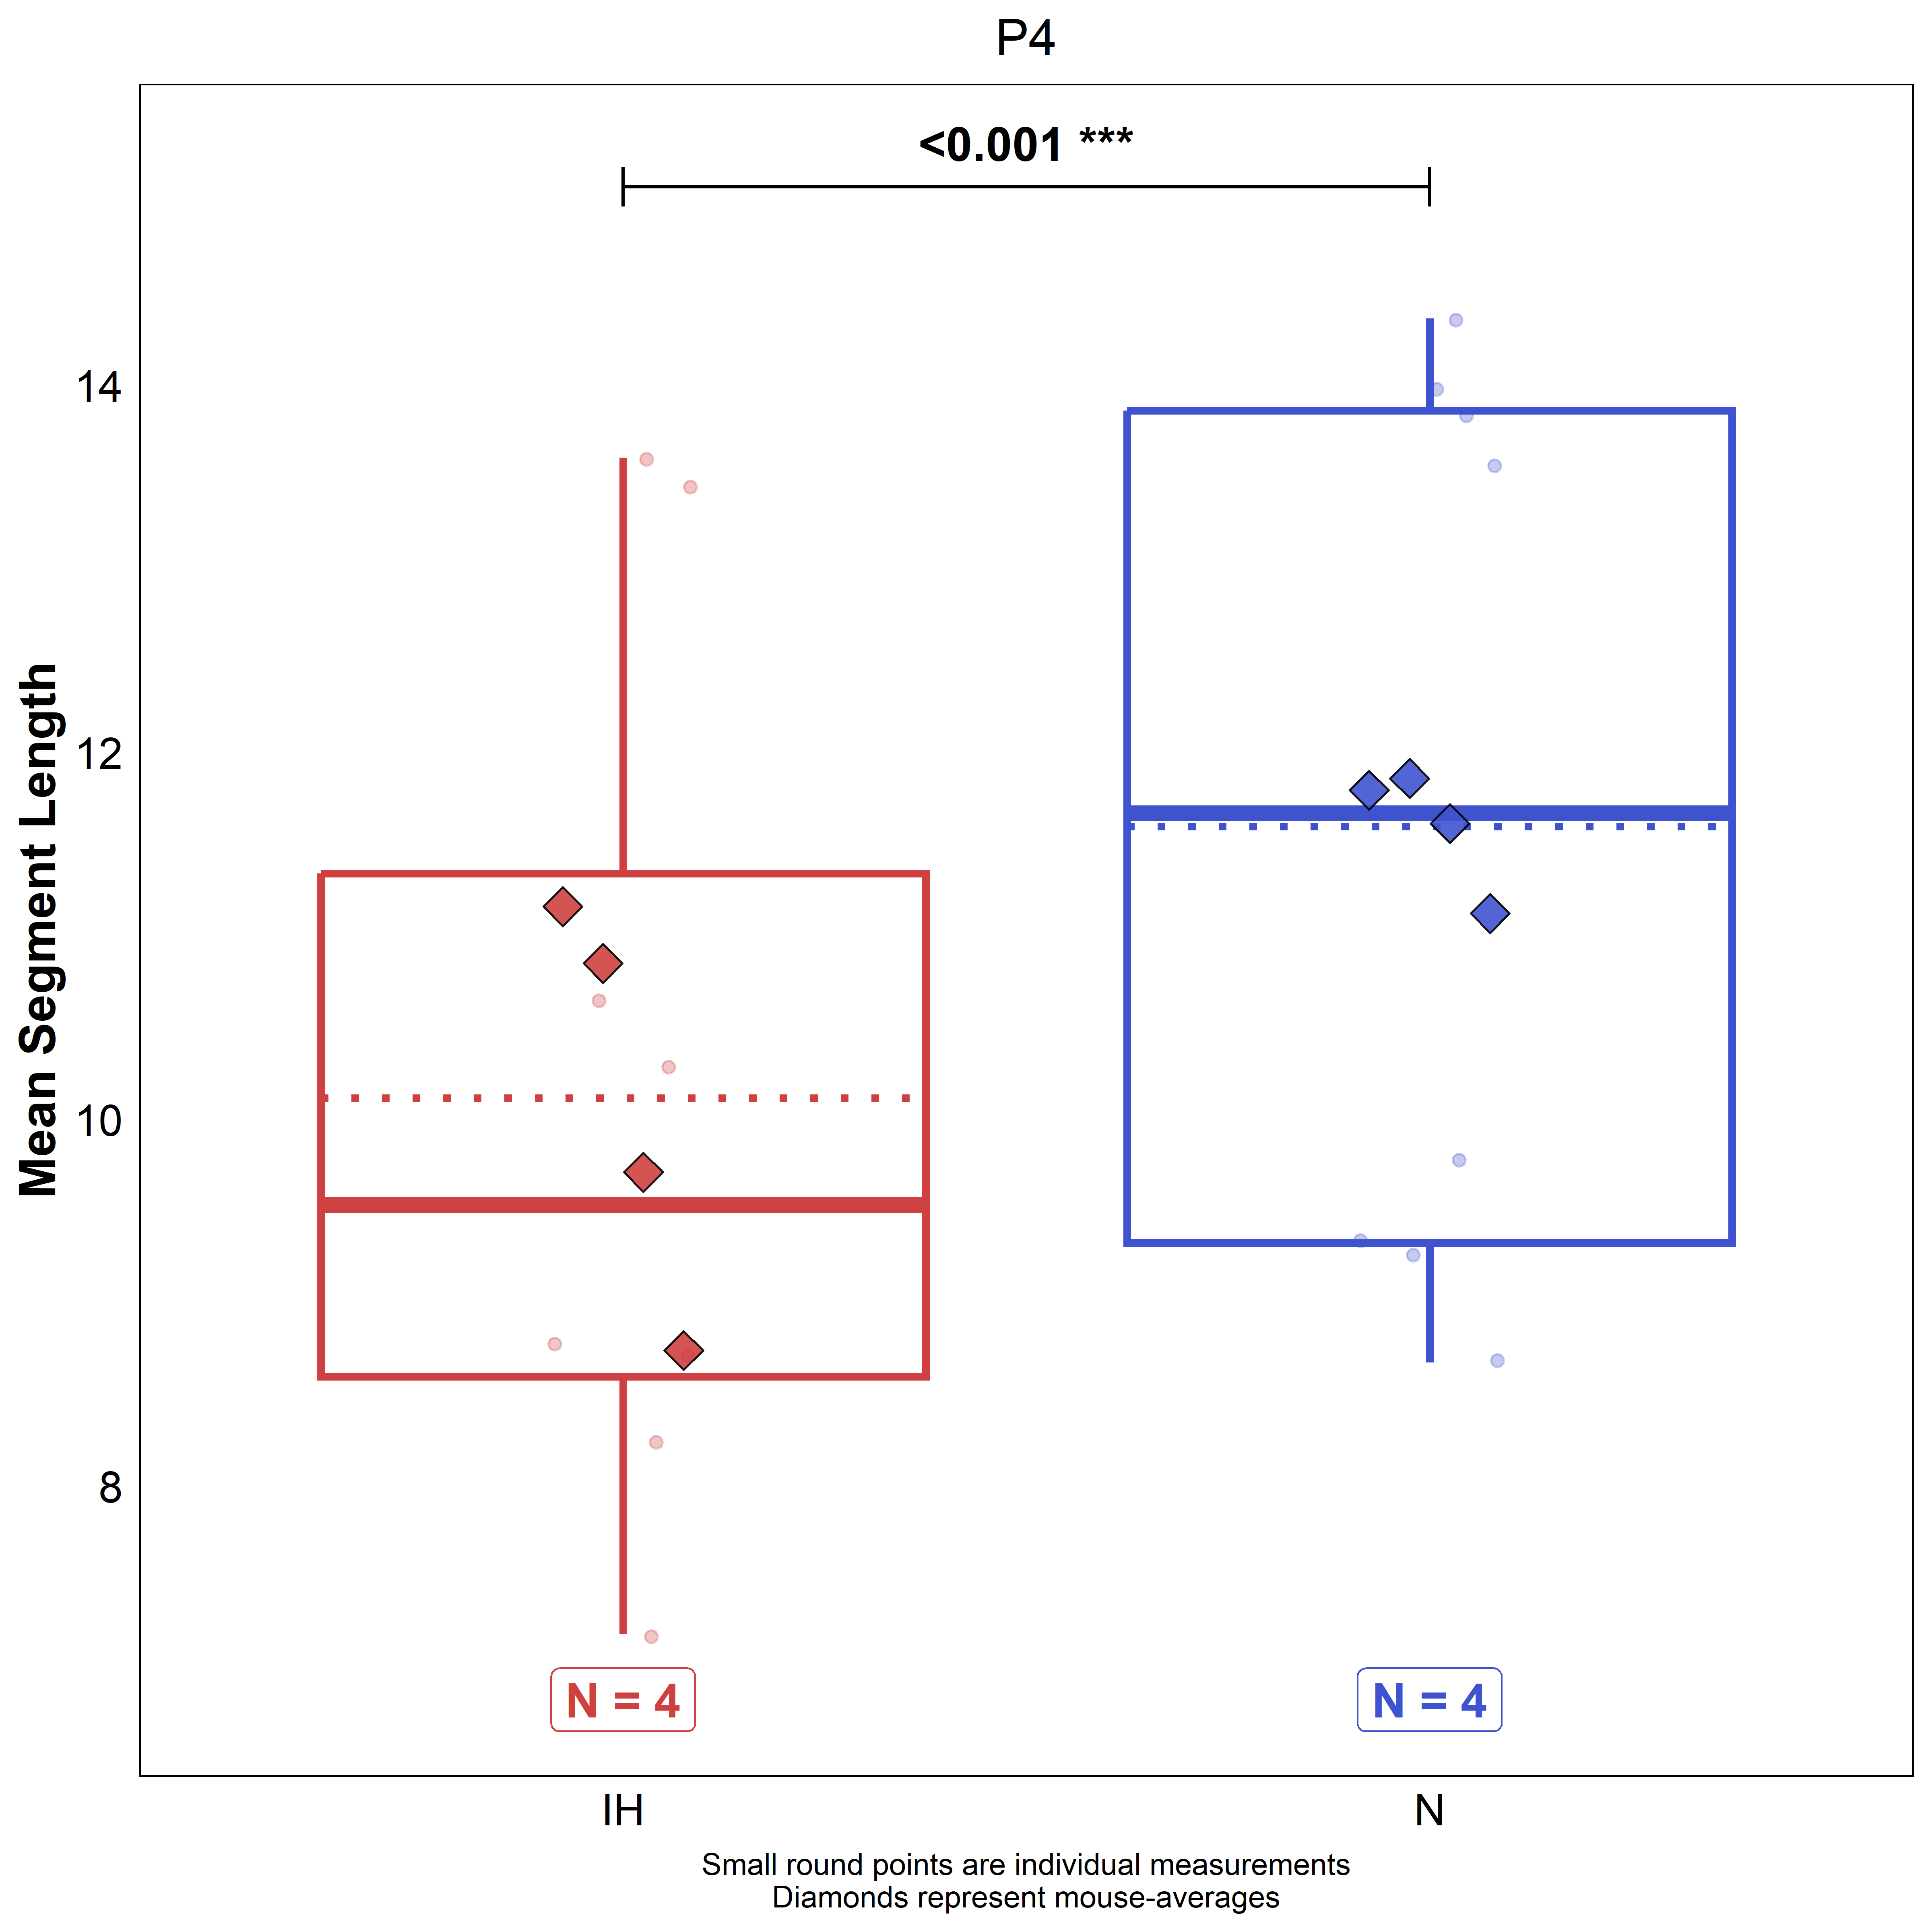 P4
<0.001 ***
Mean Segment Length
14
12
10
8
N = 4
N = 4
IH
N
Small round points are individual measurements
Diamonds represent mouse-averages